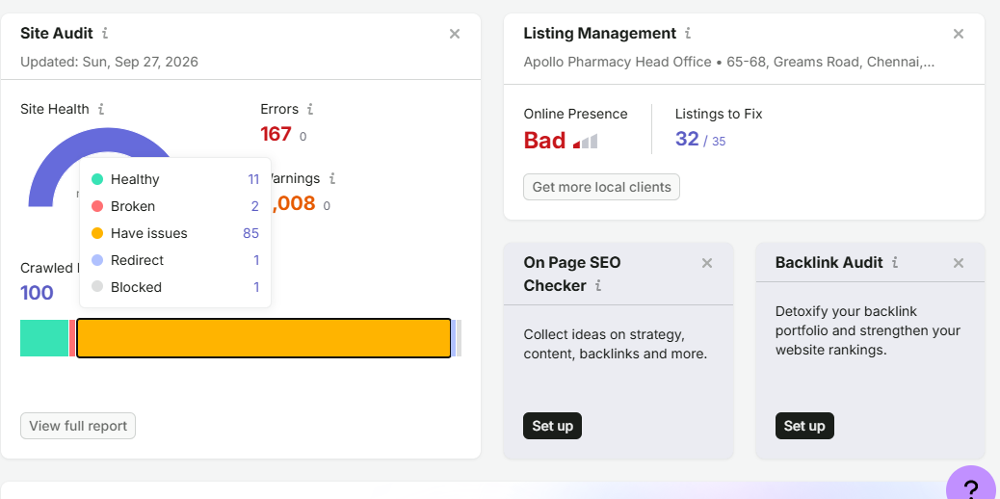 Site Audit
Updated: Sun, Sep 27, 2026
Site Health
Errors
167 0
Healthy 11
Broken 2
Have issues 85
Redirect 1
Blocked 1
arnings
,008 0
Crawled
100
View full report
Listing Management
Apollo Pharmacy Head Office • 65-68, Greams Road, Chennai,...
Online Presence
Bad
Listings to Fix
32 / 35
Get more local clients
On Page SEO
Checker
Collect ideas on strategy,
content, backlinks and more.
Set up
Backlink Audit
Detoxify your backlink
portfolio and strengthen your
website rankings.
Set up
?